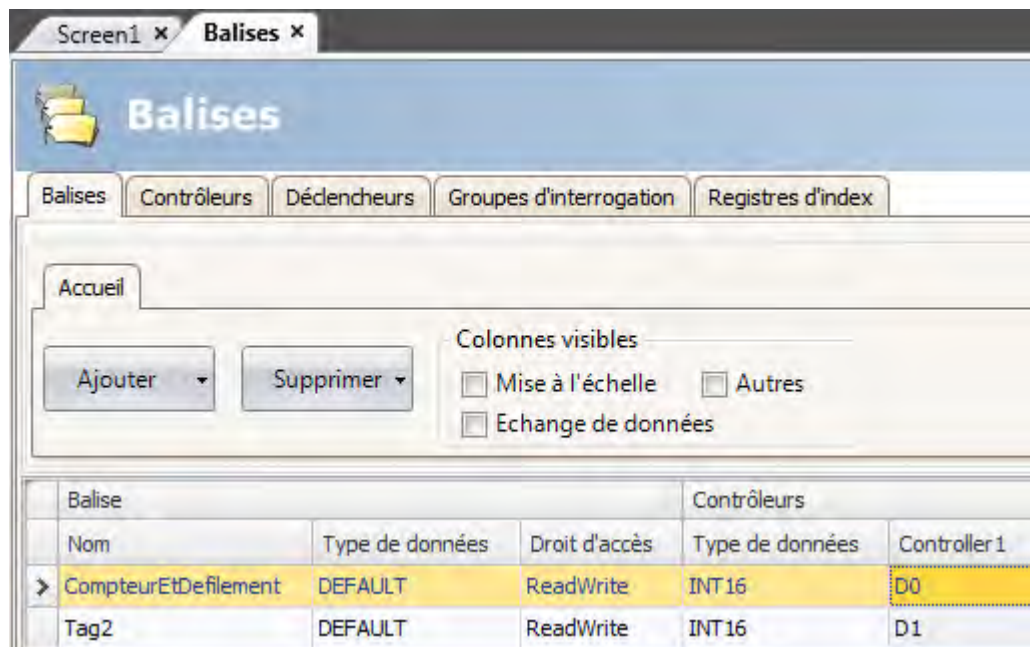 Screen1 × Balises ×
Balises
Balises Contrôleurs Déclencheurs Groupes d'interrogation Registres d'index
Accueil
Colonnes visibles
Ajouter Supprimer Mise à l'échelle Autres
Echange de données
Balise Contrôleurs
Nom Type de données Droit d'accès Type de données Controller1
CompteurEtDefilement DEFAULT ReadWrite INT16 D0
Tag2 DEFAULT ReadWrite INT16 D1